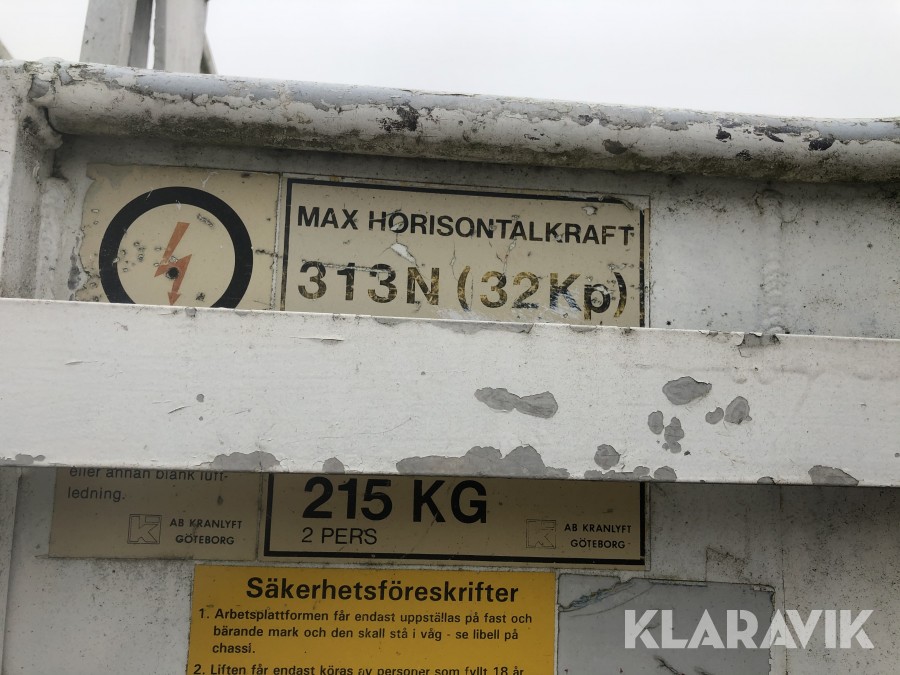 MAX HORISONTALKRAFT
313N (32Kp)
eller annan blank luft-
ledning.
AB KRANLYFT
GÖTEBORG
215 KG
2 PERS
AB KRANLYFT
GÖTEBORG
Säkerhetsföreskrifter
1. Arbetsplattformen får endast uppställas på fast och
bärande mark och den skall stå i våg - se libell på
chassi.
2. Liften får endast köras av personer som fyllt 18 år
KLARAVIK